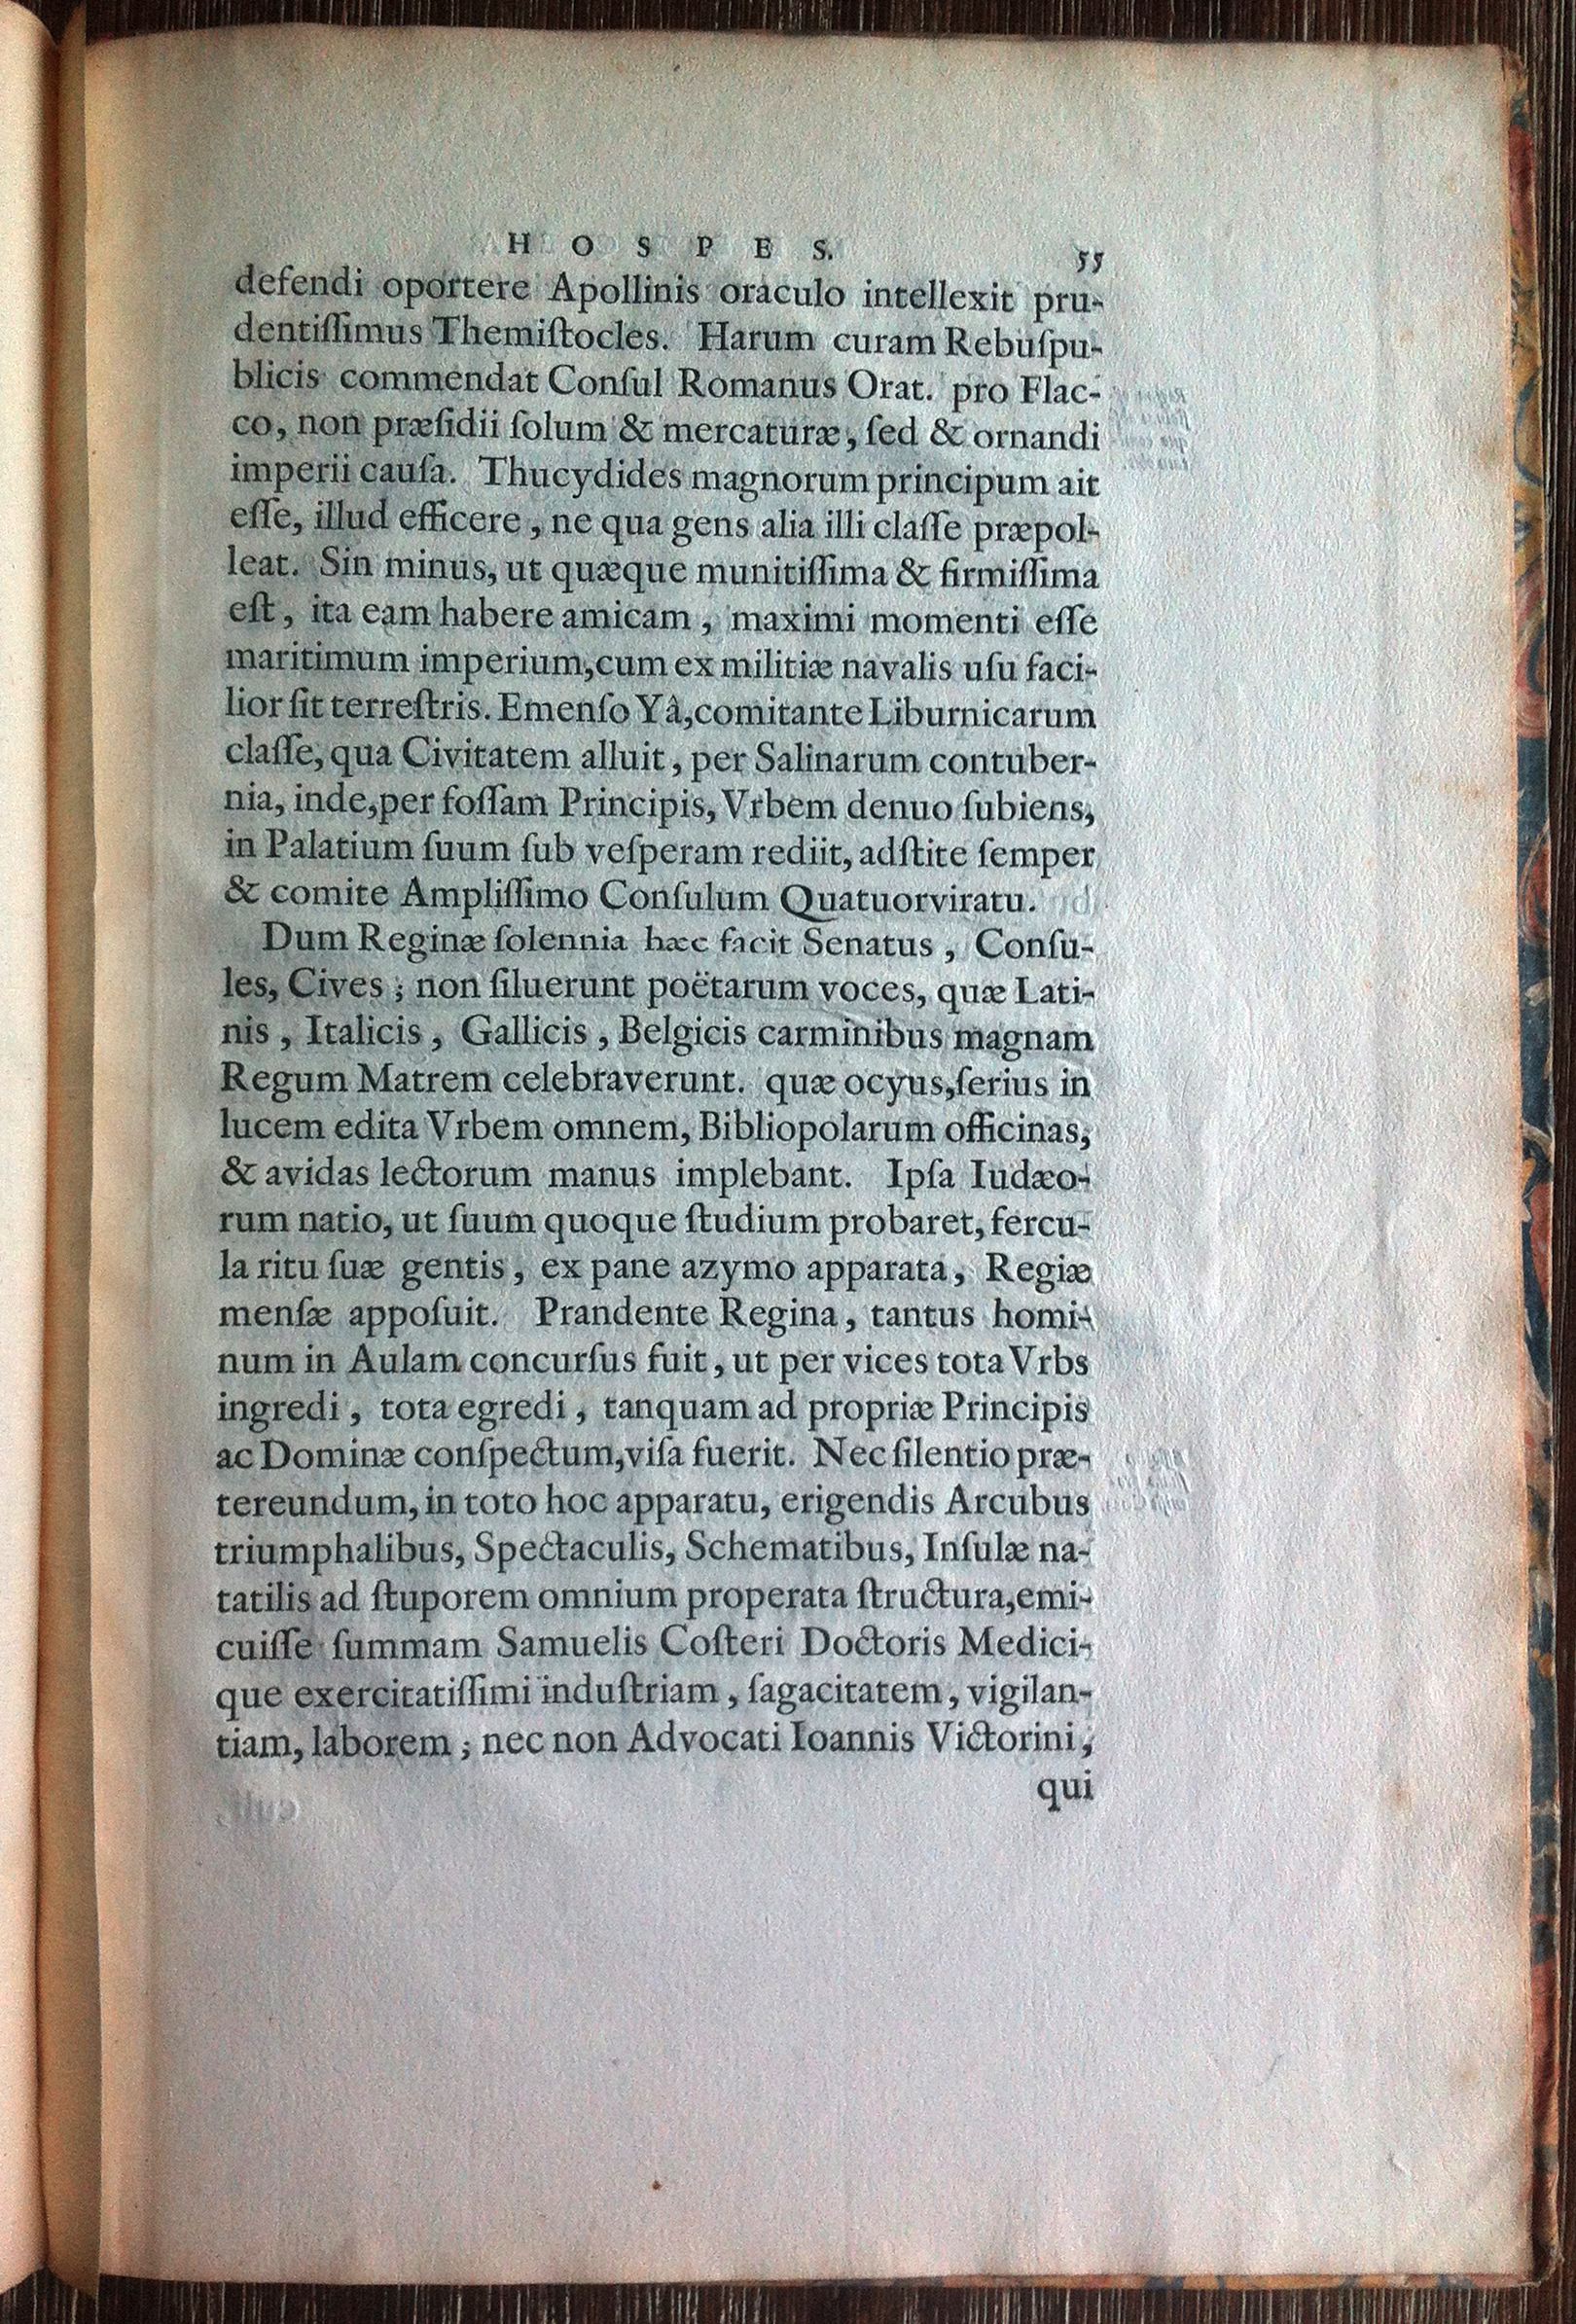 H O S P E S. 55
defendi oportere Apollinis oraculo intellexit pru-
dentiſſimus Themiſtocles. Harum curam Rebuſpu-
blicis commendat Conſul Romanus Orat. pro Flac-
co, non præſidii ſolum & mercaturæ, ſed & ornandi
imperii cauſa. Thucydides magnorum principum ait
eſſe, illud efficere, ne qua gens alia illi claſſe præpol-
leat. Sin minus, ut quæque munitiſſima & firmiſſima
eſt, ita eam habere amicam, maximi momenti eſſe
maritimum imperium, cum ex militiæ navalis uſu faci-
lior ſit terreſtris. Emenſo Yâ, comitante Liburnicarum
claſſe, qua Civitatem alluit, per Salinarum contuber-
nia, inde, per foſſam Principis, Vrbem denuo ſubiens,
in Palatium ſuum ſub veſperam rediit, adſtite ſemper
& comite Ampliſſimo Conſulum Quatuorviratu.
Dum Reginæ ſolennia hæc facit Senatus, Conſu-
les, Cives; non ſiluerunt poëtarum voces, quæ Lati-
nis, Italicis, Gallicis, Belgicis carminibus magnam
Regum Matrem celebraverunt. quæ ocyus, ſerius in
lucem edita Vrbem omnem, Bibliopolarum officinas,
& avidas lectorum manus implebant. Ipſa Iudæo-
rum natio, ut ſuum quoque ſtudium probaret, fercu-
la ritu ſuæ gentis, ex pane azymo apparata, Regiæ
menſæ appoſuit. Prandente Regina, tantus homi-
num in Aulam concurſus fuit, ut per vices tota Vrbs
ingredi, tota egredi, tanquam ad propriæ Principis
ac Dominæ conſpectum, viſa fuerit. Nec ſilentio præ-
tereundum, in toto hoc apparatu, erigendis Arcubus
triumphalibus, Spectaculis, Schematibus, Inſulæ na-
tatilis ad ſtuporem omnium properata ſtructura, emi-
cuiſſe ſummam Samuelis Coſteri Doctoris Medici-
que exercitatiſſimi induſtriam, ſagacitatem, vigilan-
tiam, laborem; nec non Advocati Ioannis Victorini,
qui